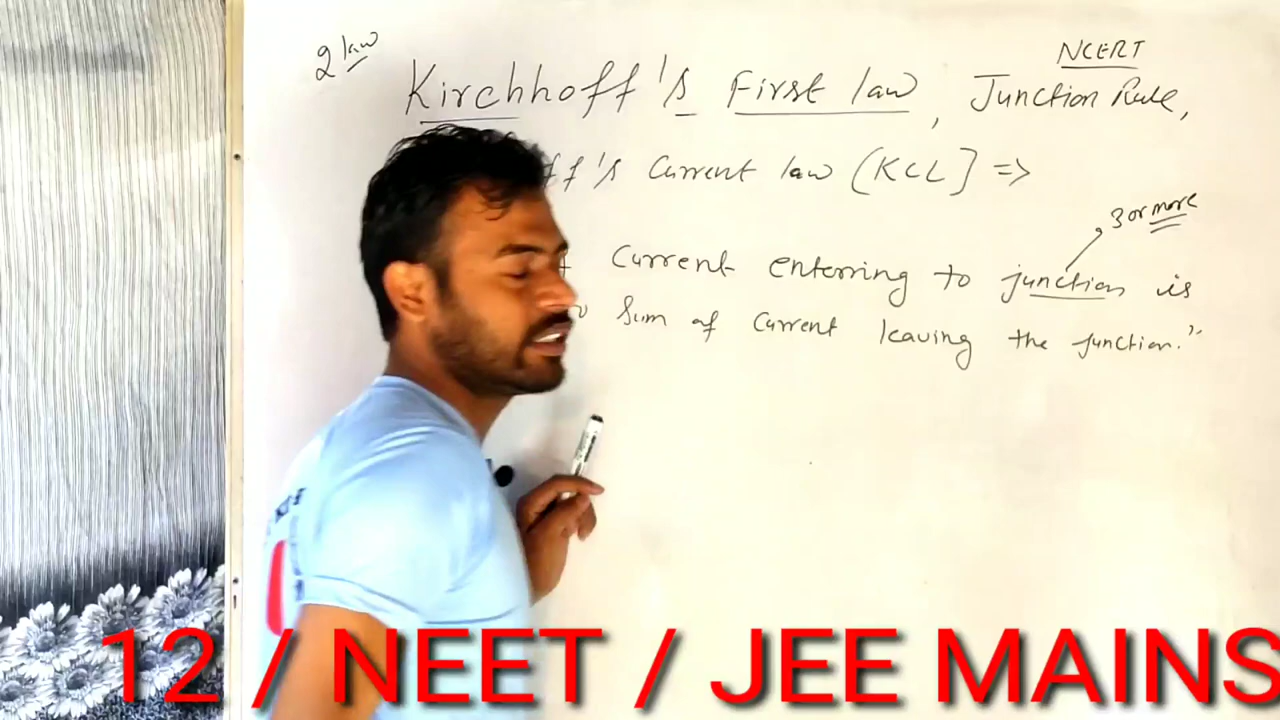 2 law
NCERT
Kirchhoff's First law, Junction Rule,
ff's Current law (KCL] =>
3 or more
Current enterring to junction is
Sum of Current leaving the junction."
12 / NEET / JEE MAINS